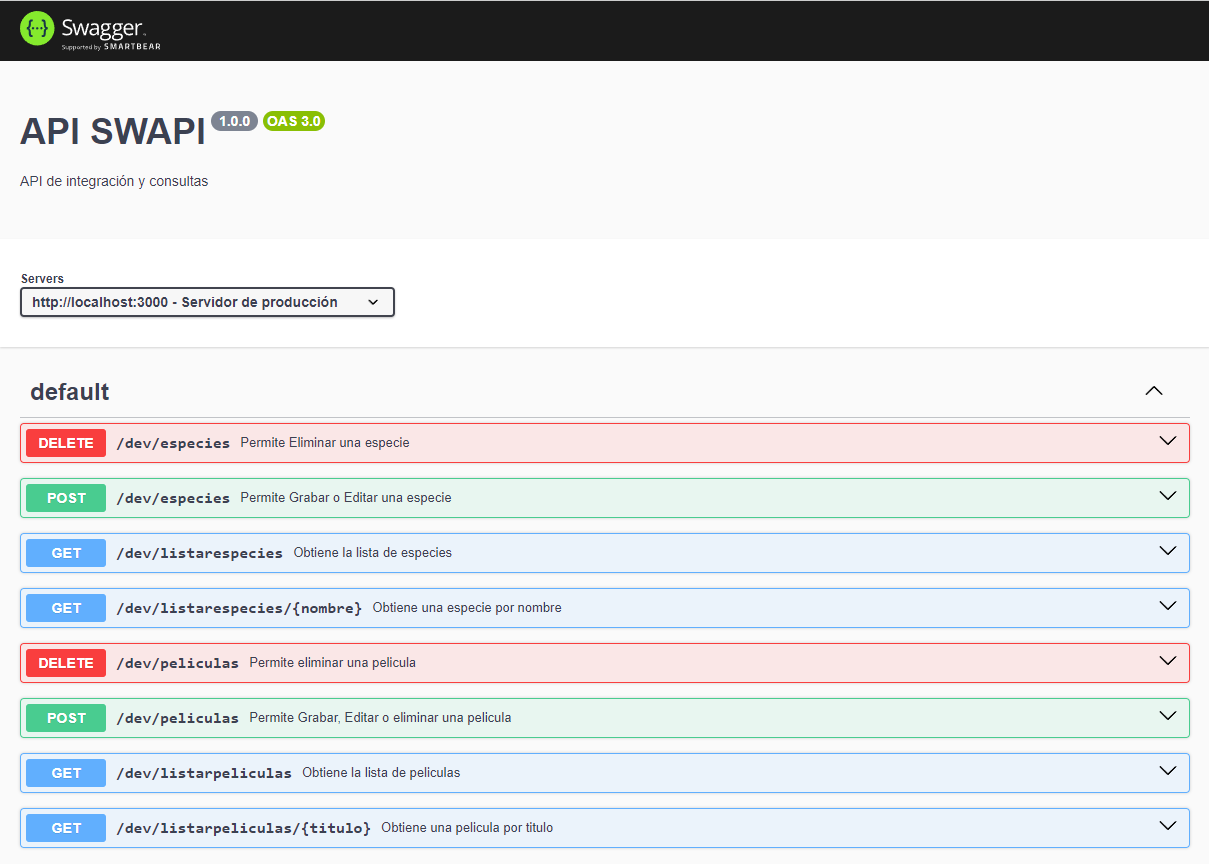 {···} Swagger
Supported by SMARTBEAR
API SWAPI 1.0.0 OAS 3.0
API de integración y consultas
Servers
http://localhost:3000 - Servidor de producción
default
DELETE /dev/especies Permite Eliminar una especie
POST /dev/especies Permite Grabar o Editar una especie
GET /dev/listarespecies Obtiene la lista de especies
GET /dev/listarespecies/{nombre} Obtiene una especie por nombre
DELETE /dev/peliculas Permite eliminar una pelicula
POST /dev/peliculas Permite Grabar, Editar o eliminar una pelicula
GET /dev/listarpeliculas Obtiene la lista de peliculas
GET /dev/listarpeliculas/{titulo} Obtiene una pelicula por titulo